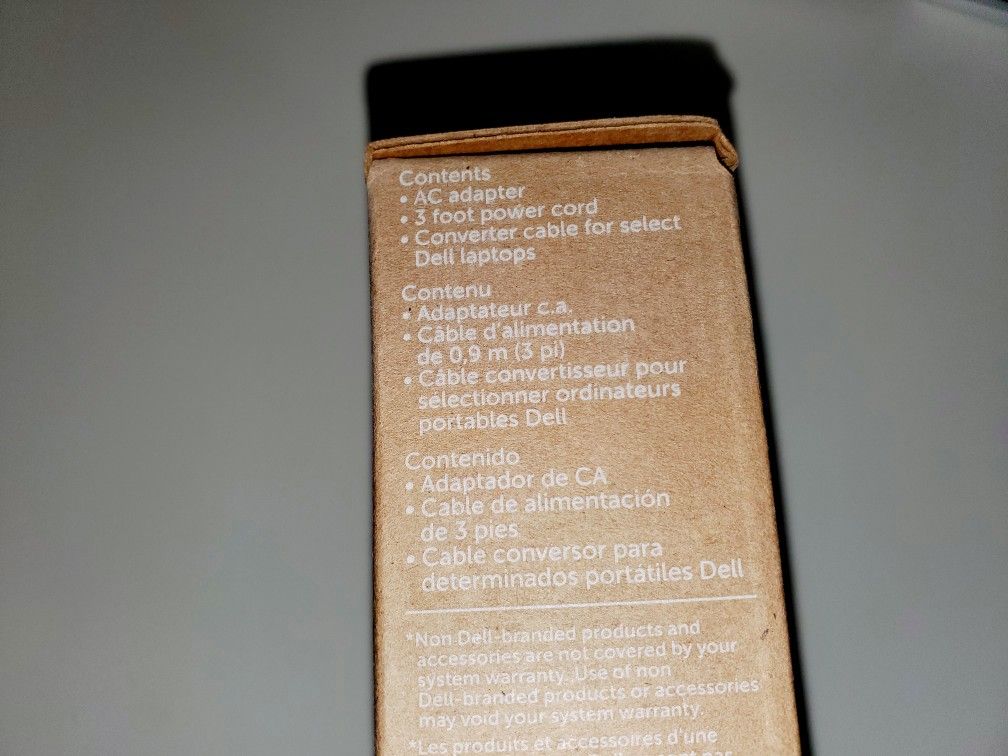 Contents
• AC adapter
• 3 foot power cord
• Converter cable for select
Dell laptops
Contenu
• Adaptateur c.a.
• Câble d'alimentation
de 0,9 m (3 pi)
• Câble convertisseur pour
sélectionner ordinateurs
portables Dell
Contenido
• Adaptador de CA
• Cable de alimentación
de 3 pies
• Cable conversor para
determinados portátiles Dell
*Non Dell-branded products and
accessories are not covered by your
system warranty. Use of non
Dell-branded products or accessories
may void your system warranty.
*Les produits et accessoires d'une